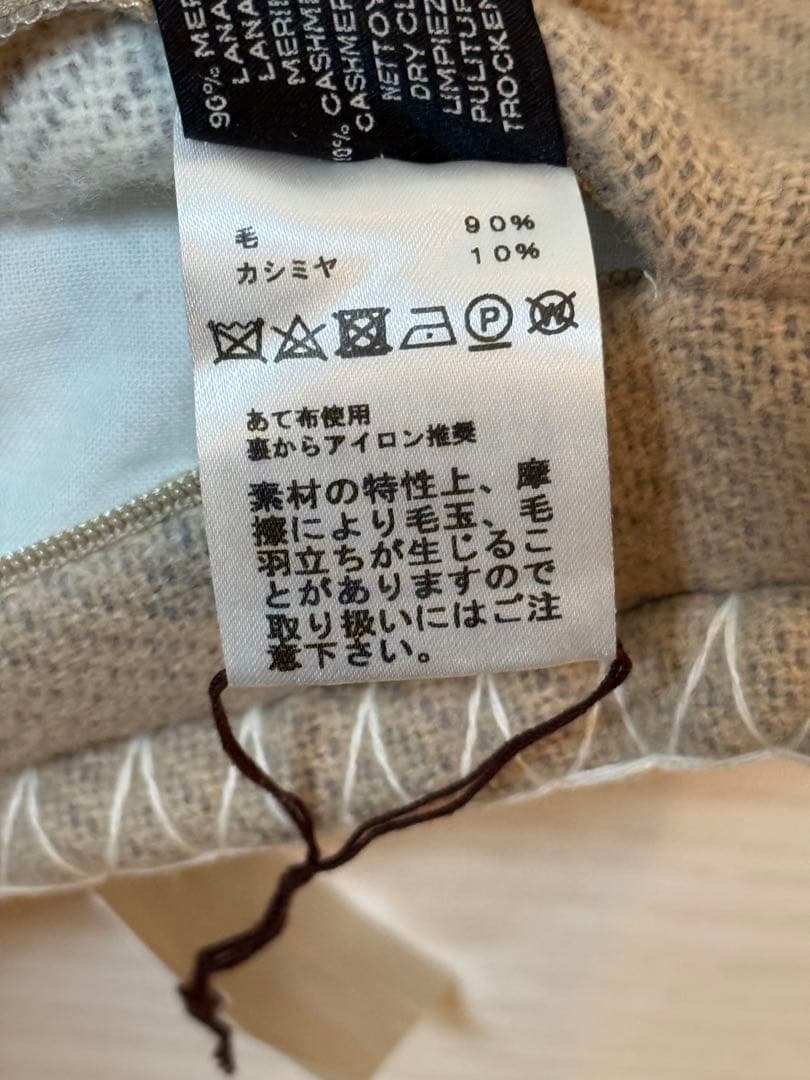 90% MER
LANA
LANA
MERIN
CASHM
10% CASHMER
CASHMER
NETTOY
DRY CL
LIMPIEZ
PULITUR
TROCKEN
毛 90%
カシミヤ 10%
P
W
あて布使用
裏からアイロン推奨
素材の特性上、摩
擦により毛玉、毛
羽立ちが生じるこ
とがありますので
取り扱いにはご注
意下さい。